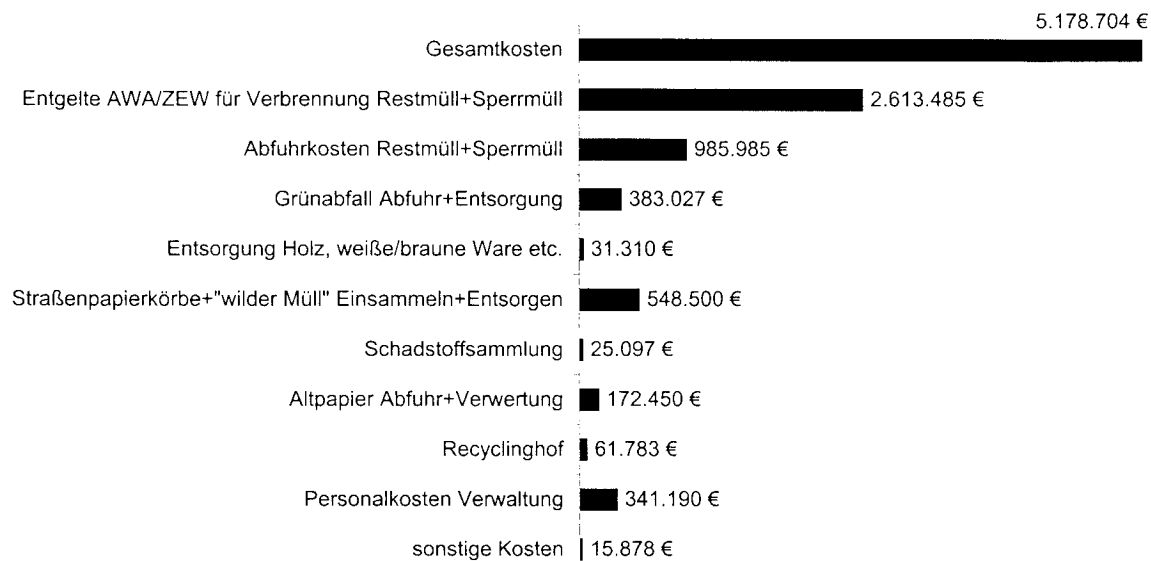 5.178.704 €
Gesamtkosten
Entgelte AWA/ZEW für Verbrennung Restmüll+Sperrmüll 2.613.485 €
Abfuhrkosten Restmüll+Sperrmüll 985.985 €
Grünabfall Abfuhr+Entsorgung 383.027 €
Entsorgung Holz, weiße/braune Ware etc. 31.310 €
Straßenpapierkörbe+"wilder Müll" Einsammeln+Entsorgen 548.500 €
Schadstoffsammlung 25.097 €
Altpapier Abfuhr+Verwertung 172.450 €
Recyclinghof 61.783 €
Personalkosten Verwaltung 341.190 €
sonstige Kosten 15.878 €